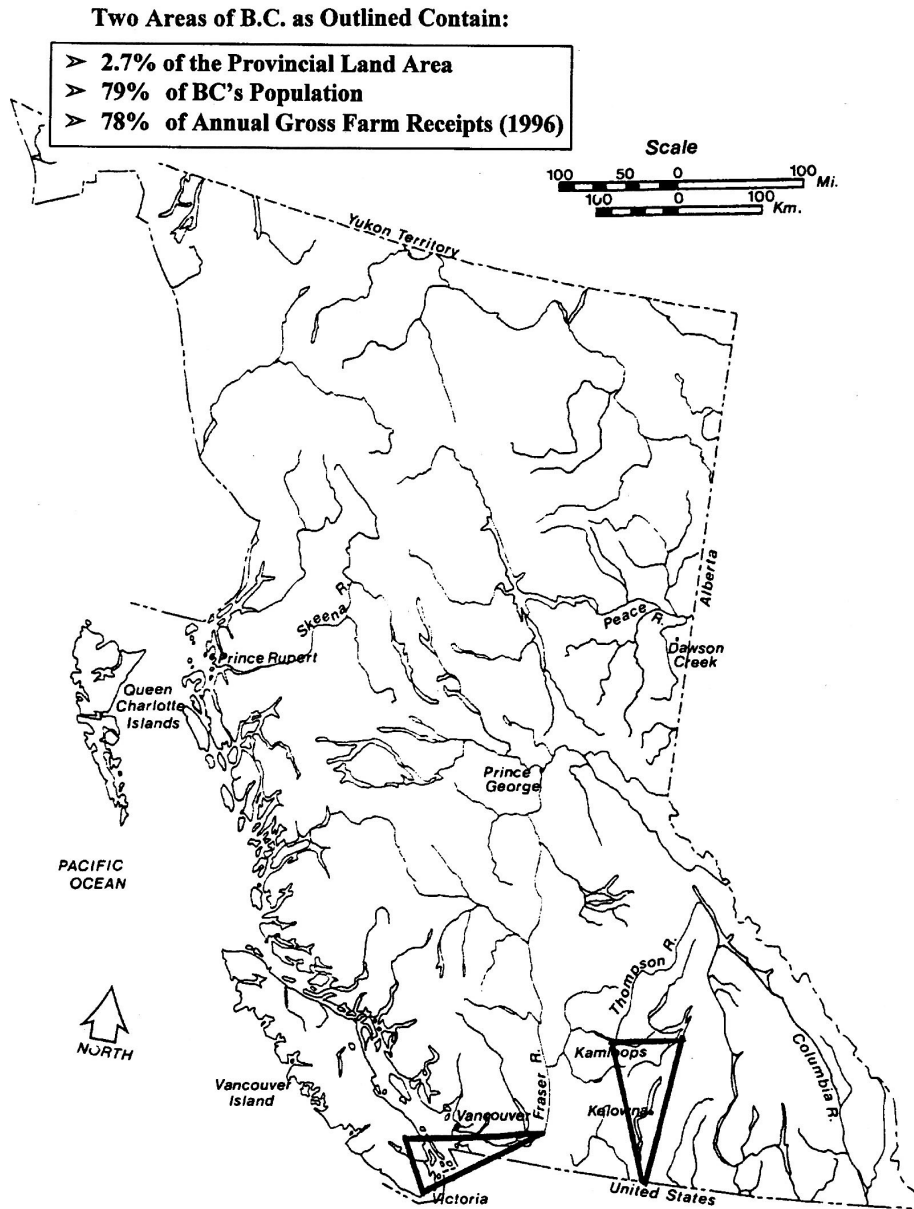 Two Areas of B.C. as Outlined Contain:
➢ 2.7% of the Provincial Land Area
➢ 79% of BC's Population
➢ 78% of Annual Gross Farm Receipts (1996)
Scale
100 50 0 100 Mi.
100 0 100 Km.
Yukon Territory
Alberta
Skeena R.
Peace R.
Dawson
Creek
Prince Rupert
Queen
Charlotte
Islands
Prince
George
PACIFIC
OCEAN
Thompson R.
NORTH
Kamloops
Columbia R.
Fraser R.
Vancouver
Island
Vancouver
Kelowna
Victoria
United States